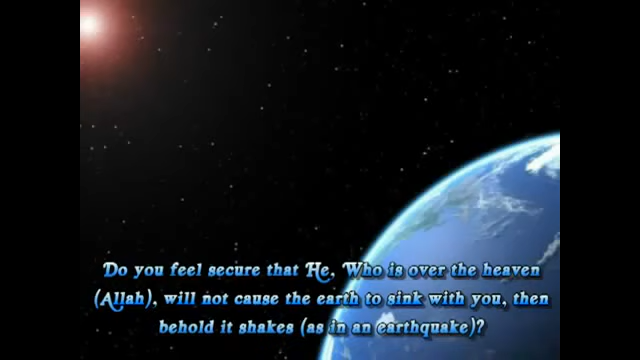 Do you feel secure that He, Who is over the heaven
(Allah), will not cause the earth to sink with you, then
behold it shakes (as in an earthquake)?